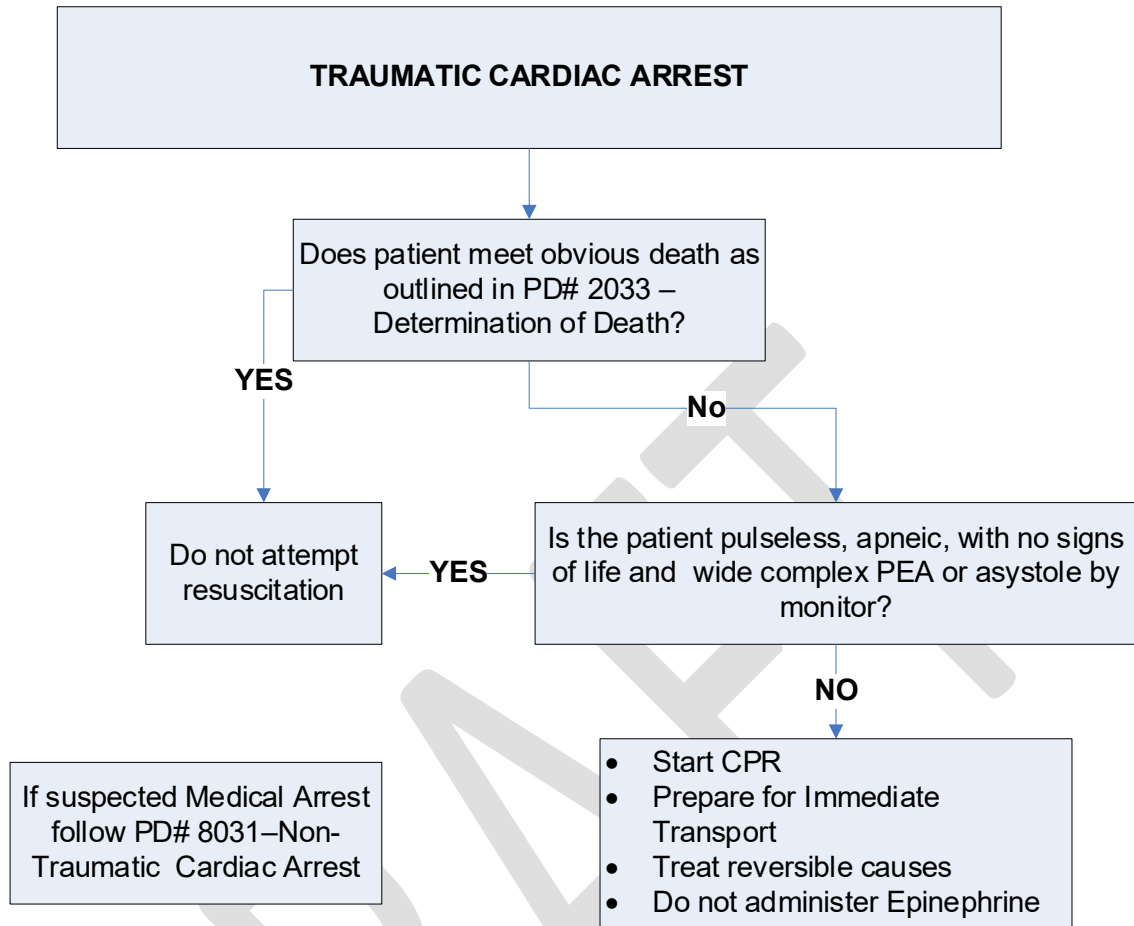 TRAUMATIC CARDIAC ARREST
Does patient meet obvious death as
outlined in PD# 2033 –
Determination of Death?
YES
No
Do not attempt
resuscitation
YES
Is the patient pulseless, apneic, with no signs
of life and wide complex PEA or asystole by
monitor?
NO
If suspected Medical Arrest
follow PD# 8031–Non-
Traumatic Cardiac Arrest
• Start CPR
• Prepare for Immediate
Transport
• Treat reversible causes
• Do not administer Epinephrine
DRAFT